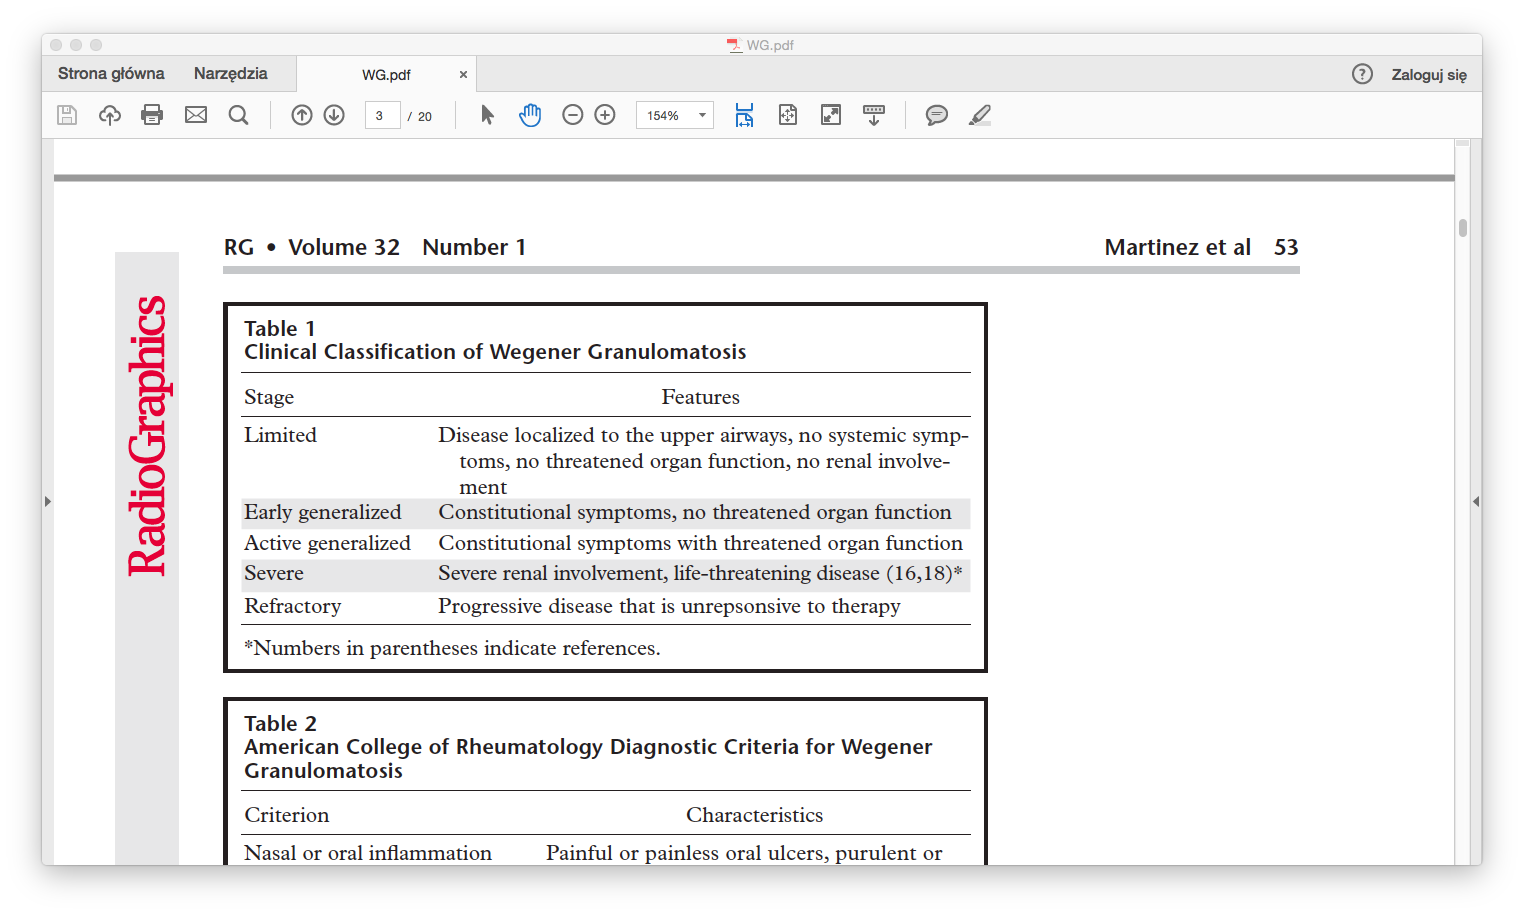 WG.pdf
Strona główna Narzędzia WG.pdf × ? Zaloguj się
3 / 20 154%
RG • Volume 32 Number 1 Martinez et al 53
RadioGraphics
Table 1
Clinical Classification of Wegener Granulomatosis
Stage Features
Limited Disease localized to the upper airways, no systemic symp-
toms, no threatened organ function, no renal involve-
ment
Early generalized Constitutional symptoms, no threatened organ function
Active generalized Constitutional symptoms with threatened organ function
Severe Severe renal involvement, life-threatening disease (16,18)*
Refractory Progressive disease that is unrepsonsive to therapy
*Numbers in parentheses indicate references.
Table 2
American College of Rheumatology Diagnostic Criteria for Wegener
Granulomatosis
Criterion Characteristics
Nasal or oral inflammation Painful or painless oral ulcers, purulent or